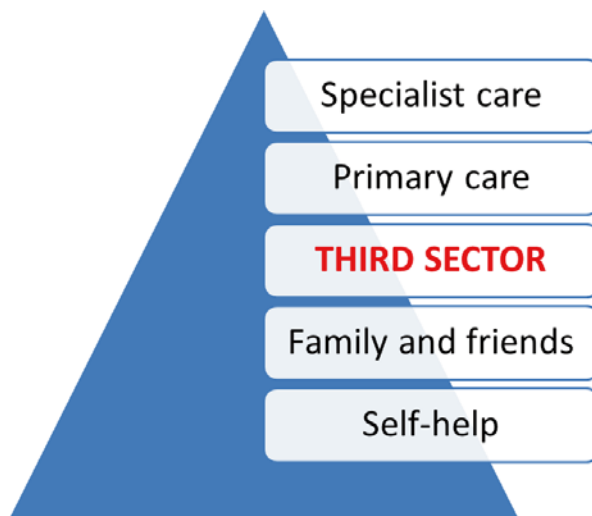 Specialist care
Primary care
THIRD SECTOR
Family and friends
Self-help